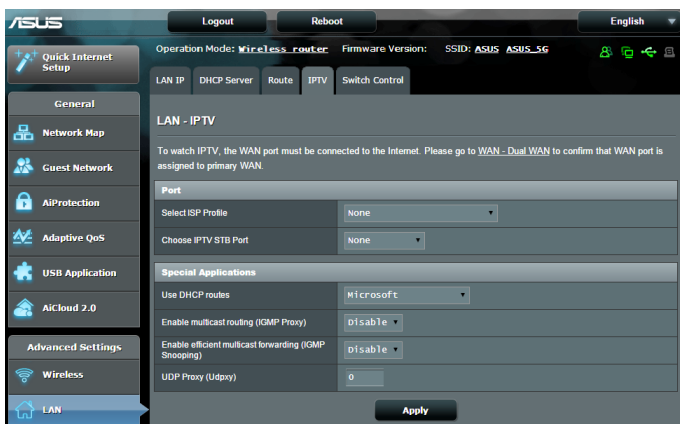 ASUS
Logout
Reboot
English
Quick Internet
Setup
Operation Mode: Wireless router Firmware Version: SSID: ASUS ASUS_5G
LAN IP
DHCP Server
Route
IPTV
Switch Control
General
Network Map
Guest Network
AiProtection
Adaptive QoS
USB Application
AiCloud 2.0
Advanced Settings
Wireless
LAN
LAN - IPTV
To watch IPTV, the WAN port must be connected to the Internet. Please go to WAN - Dual WAN to confirm that WAN port is
assigned to primary WAN.
Port
Select ISP Profile
None
Choose IPTV STB Port
None
Special Applications
Use DHCP routes
Microsoft
Enable multicast routing (IGMP Proxy)
Disable
Enable efficient multicast forwarding (IGMP
Snooping)
Disable
UDP Proxy (Udpxy)
0
Apply